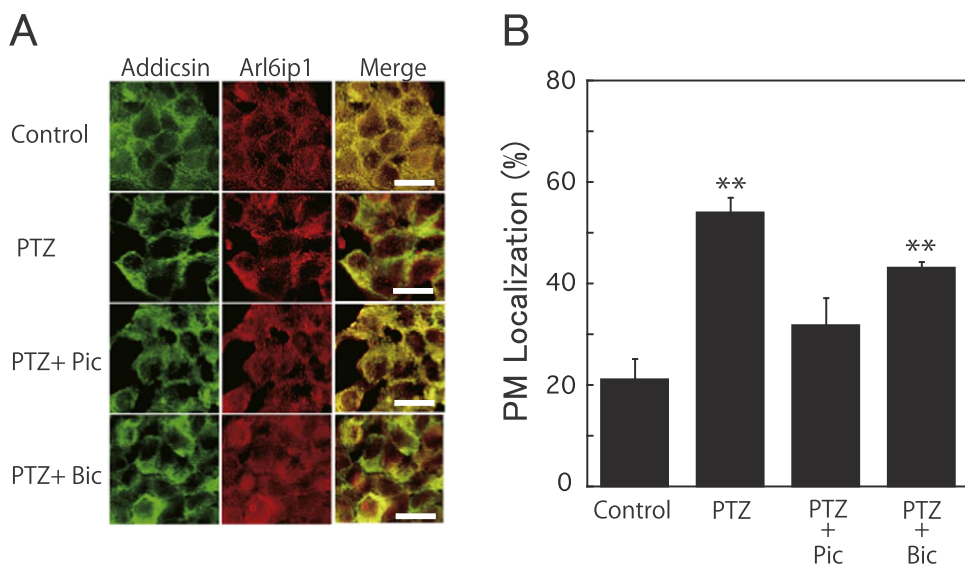 A
B
Addicsin Arl6ip1 Merge
Control
PTZ
PTZ+ Pic
PTZ+ Bic
PM Localization (%)
80
60
40
20
0
**
**
Control PTZ PTZ + Pic PTZ + Bic